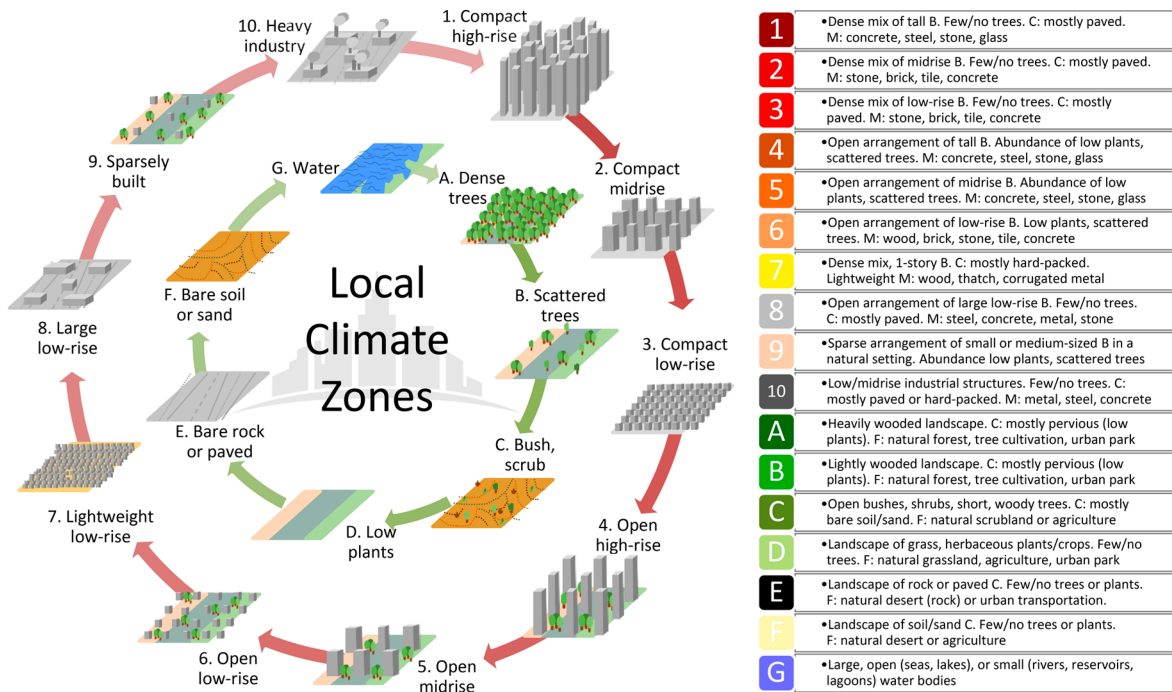 10. Heavy
industry
1. Compact
high-rise
9. Sparsely
built
G. Water
A. Dense
trees
2. Compact
midrise
F. Bare soil
or sand
B. Scattered
trees
8. Large
low-rise
Local
Climate
Zones
3. Compact
low-rise
E. Bare rock
or paved
C. Bush,
scrub
7. Lightweight
low-rise
D. Low
plants
4. Open
high-rise
6. Open
low-rise
5. Open
midrise
1
•Dense mix of tall B. Few/no trees. C: mostly paved.
M: concrete, steel, stone, glass
2
•Dense mix of midrise B. Few/no trees. C: mostly paved.
M: stone, brick, tile, concrete
3
•Dense mix of low-rise B. Few/no trees. C: mostly
paved. M: stone, brick, tile, concrete
4
•Open arrangement of tall B. Abundance of low plants,
scattered trees. M: concrete, steel, stone, glass
5
•Open arrangement of midrise B. Abundance of low
plants, scattered trees. M: concrete, steel, stone, glass
6
•Open arrangement of low-rise B. Low plants, scattered
trees. M: wood, brick, stone, tile, concrete
7
•Dense mix, 1-story B. C: mostly hard-packed.
Lightweight M: wood, thatch, corrugated metal
8
•Open arrangement of large low-rise B. Few/no trees.
C: mostly paved. M: steel, concrete, metal, stone
9
•Sparse arrangement of small or medium-sized B in a
natural setting. Abundance low plants, scattered trees
10
•Low/midrise industrial structures. Few/no trees. C:
mostly paved or hard-packed. M: metal, steel, concrete
A
•Heavily wooded landscape. C: mostly pervious (low
plants). F: natural forest, tree cultivation, urban park
B
•Lightly wooded landscape. C: mostly pervious (low
plants). F: natural forest, tree cultivation, urban park
C
•Open bushes, shrubs, short, woody trees. C: mostly
bare soil/sand. F: natural scrubland or agriculture
D
•Landscape of grass, herbaceous plants/crops. Few/no
trees. F: natural grassland, agriculture, urban park
E
•Landscape of rock or paved C. Few/no trees or plants.
F: natural desert (rock) or urban transportation.
F
•Landscape of soil/sand C. Few/no trees or plants.
F: natural desert or agriculture
G
•Large, open (seas, lakes), or small (rivers, reservoirs,
lagoons) water bodies